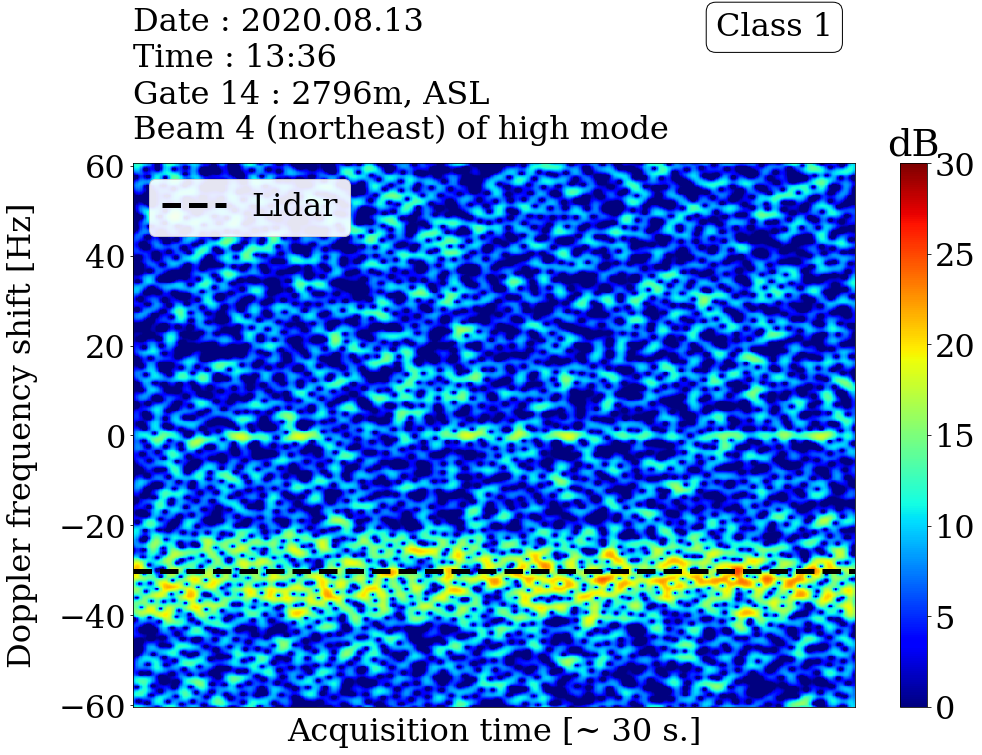 Date : 2020.08.13
Time : 13:36
Gate 14 : 2796m, ASL
Beam 4 (northeast) of high mode
Class 1
dB
Lidar
Doppler frequency shift [Hz]
60
40
20
0
−20
−40
−60
Acquisition time [~ 30 s.]
30
25
20
15
10
5
0